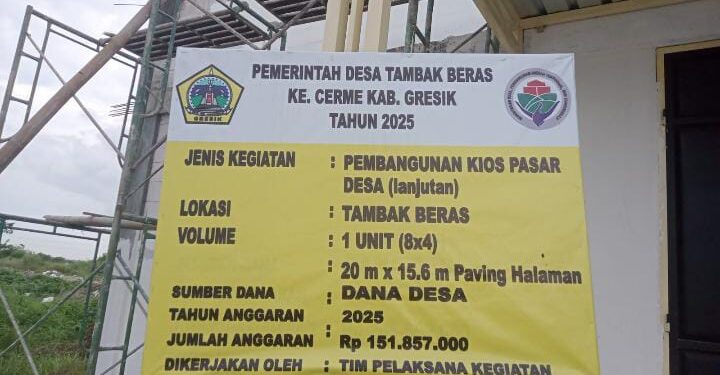 PEMERINTAH DESA TAMBAK BERAS
KE. CERME KAB. GRESIK
TAHUN 2025
GRESIK
JENIS KEGIATAN : PEMBANGUNAN KIOS PASAR
DESA (lanjutan)
LOKASI : TAMBAK BERAS
VOLUME : 1 UNIT (8x4)
: 20 m x 15.6 m Paving Halaman
SUMBER DANA : DANA DESA
TAHUN ANGGARAN 2025
JUMLAH ANGGARAN : Rp 151.857.000
DIKERJAKAN OLEH : TIM PELAKSANA KEGIATAN